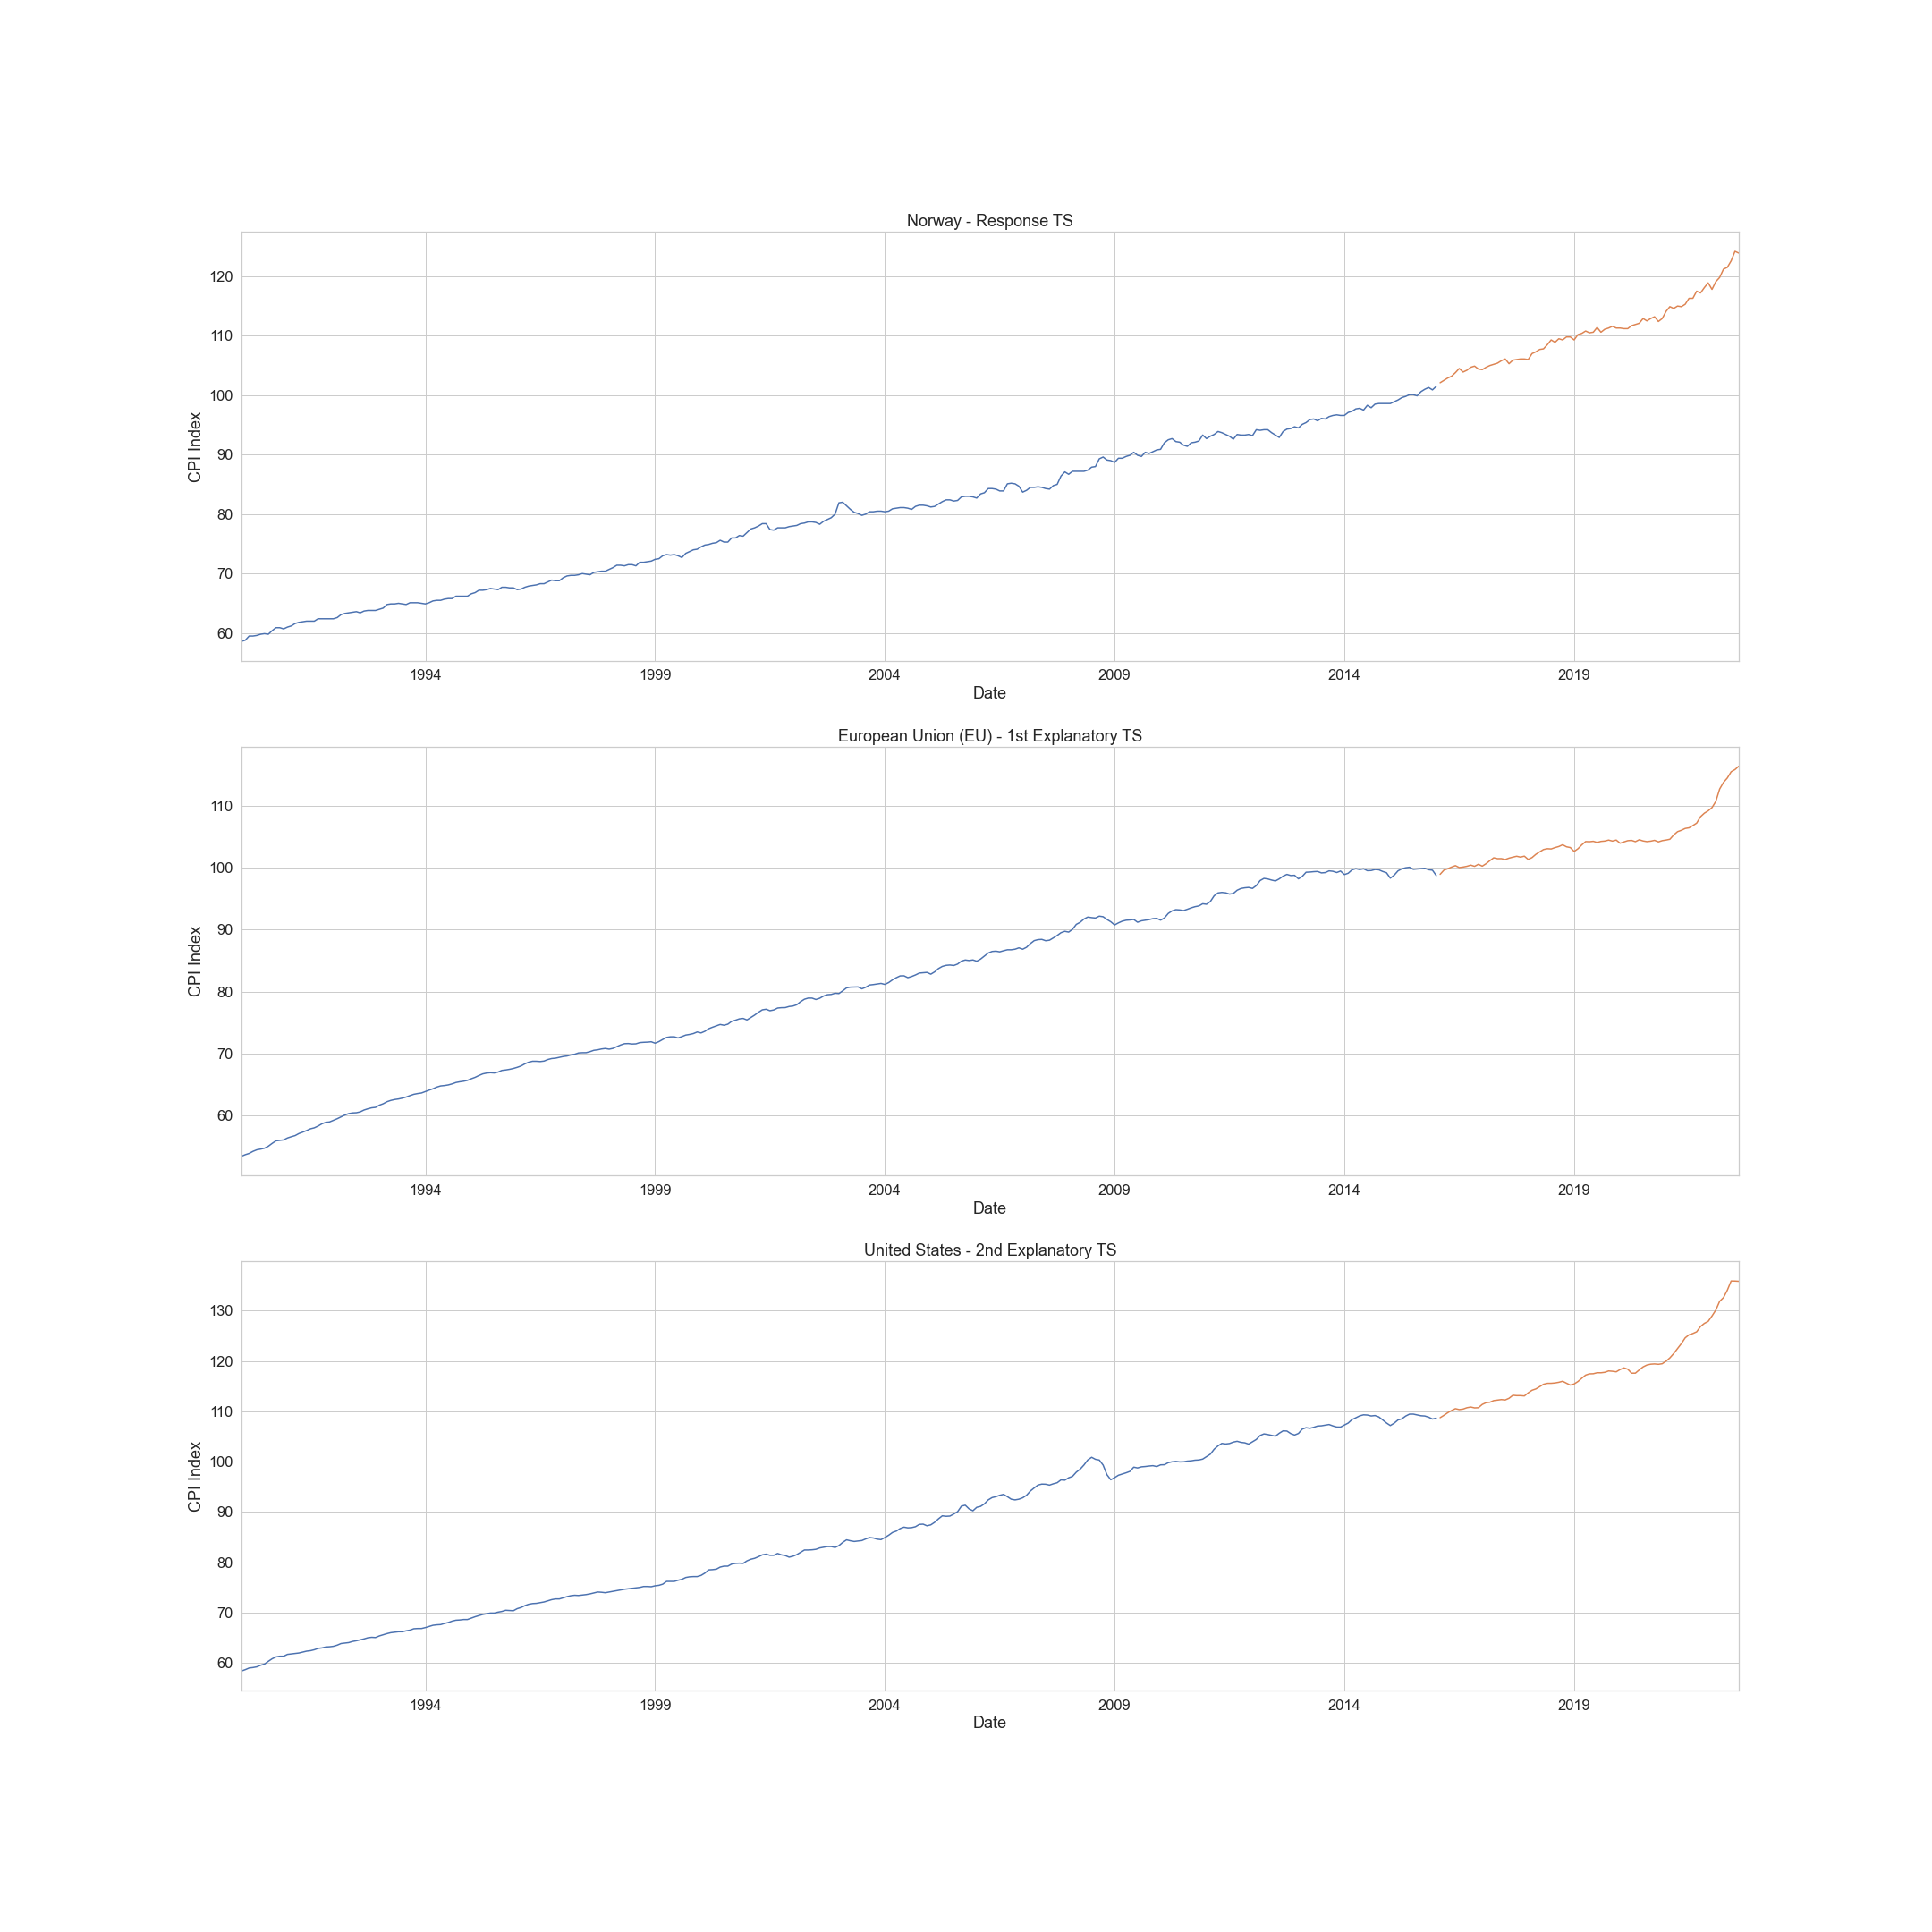 Norway - Response TS
120
110
100
90
80
70
60
CPI Index
1994 1999 2004 2009 2014 2019
Date
European Union (EU) - 1st Explanatory TS
110
100
90
80
70
60
CPI Index
1994 1999 2004 2009 2014 2019
Date
United States - 2nd Explanatory TS
130
120
110
100
90
80
70
60
CPI Index
1994 1999 2004 2009 2014 2019
Date